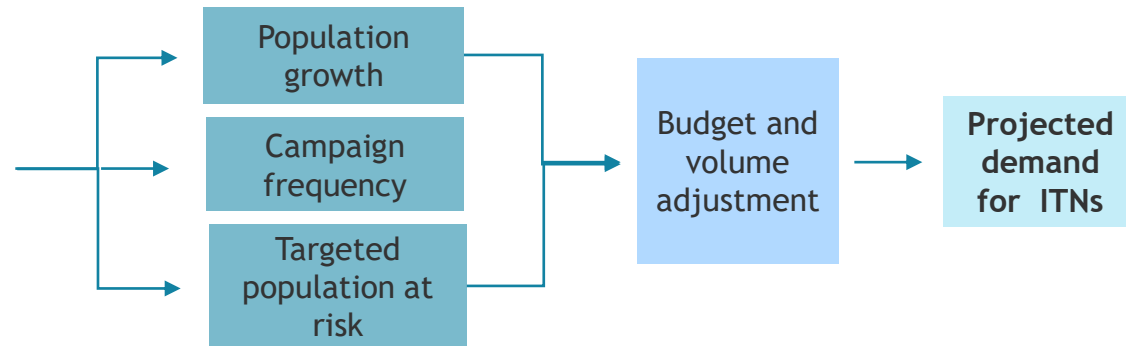 Population
growth
Campaign
frequency
Targeted
population at
risk
Budget and
volume
adjustment
Projected
demand
for ITNs